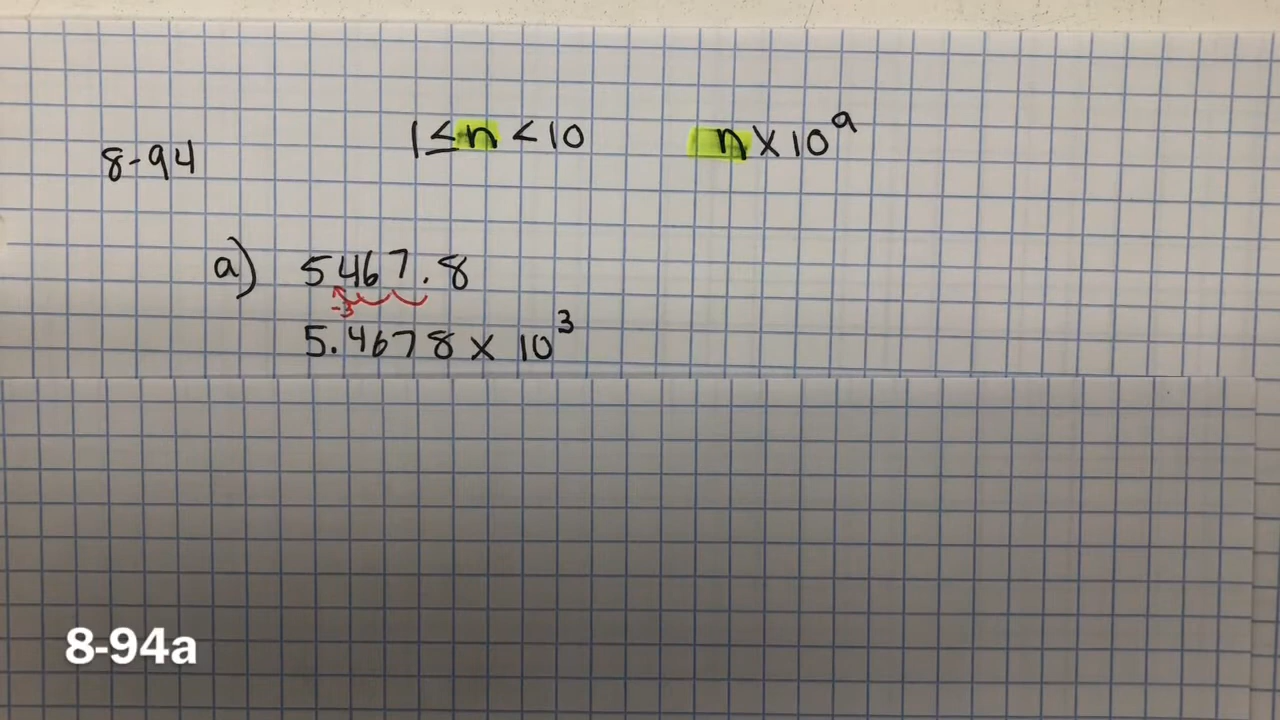 1 ≤ n < 10 n x 10^a
8-94
a) 5467.8
-3
5.4678 x 10^3
8-94a